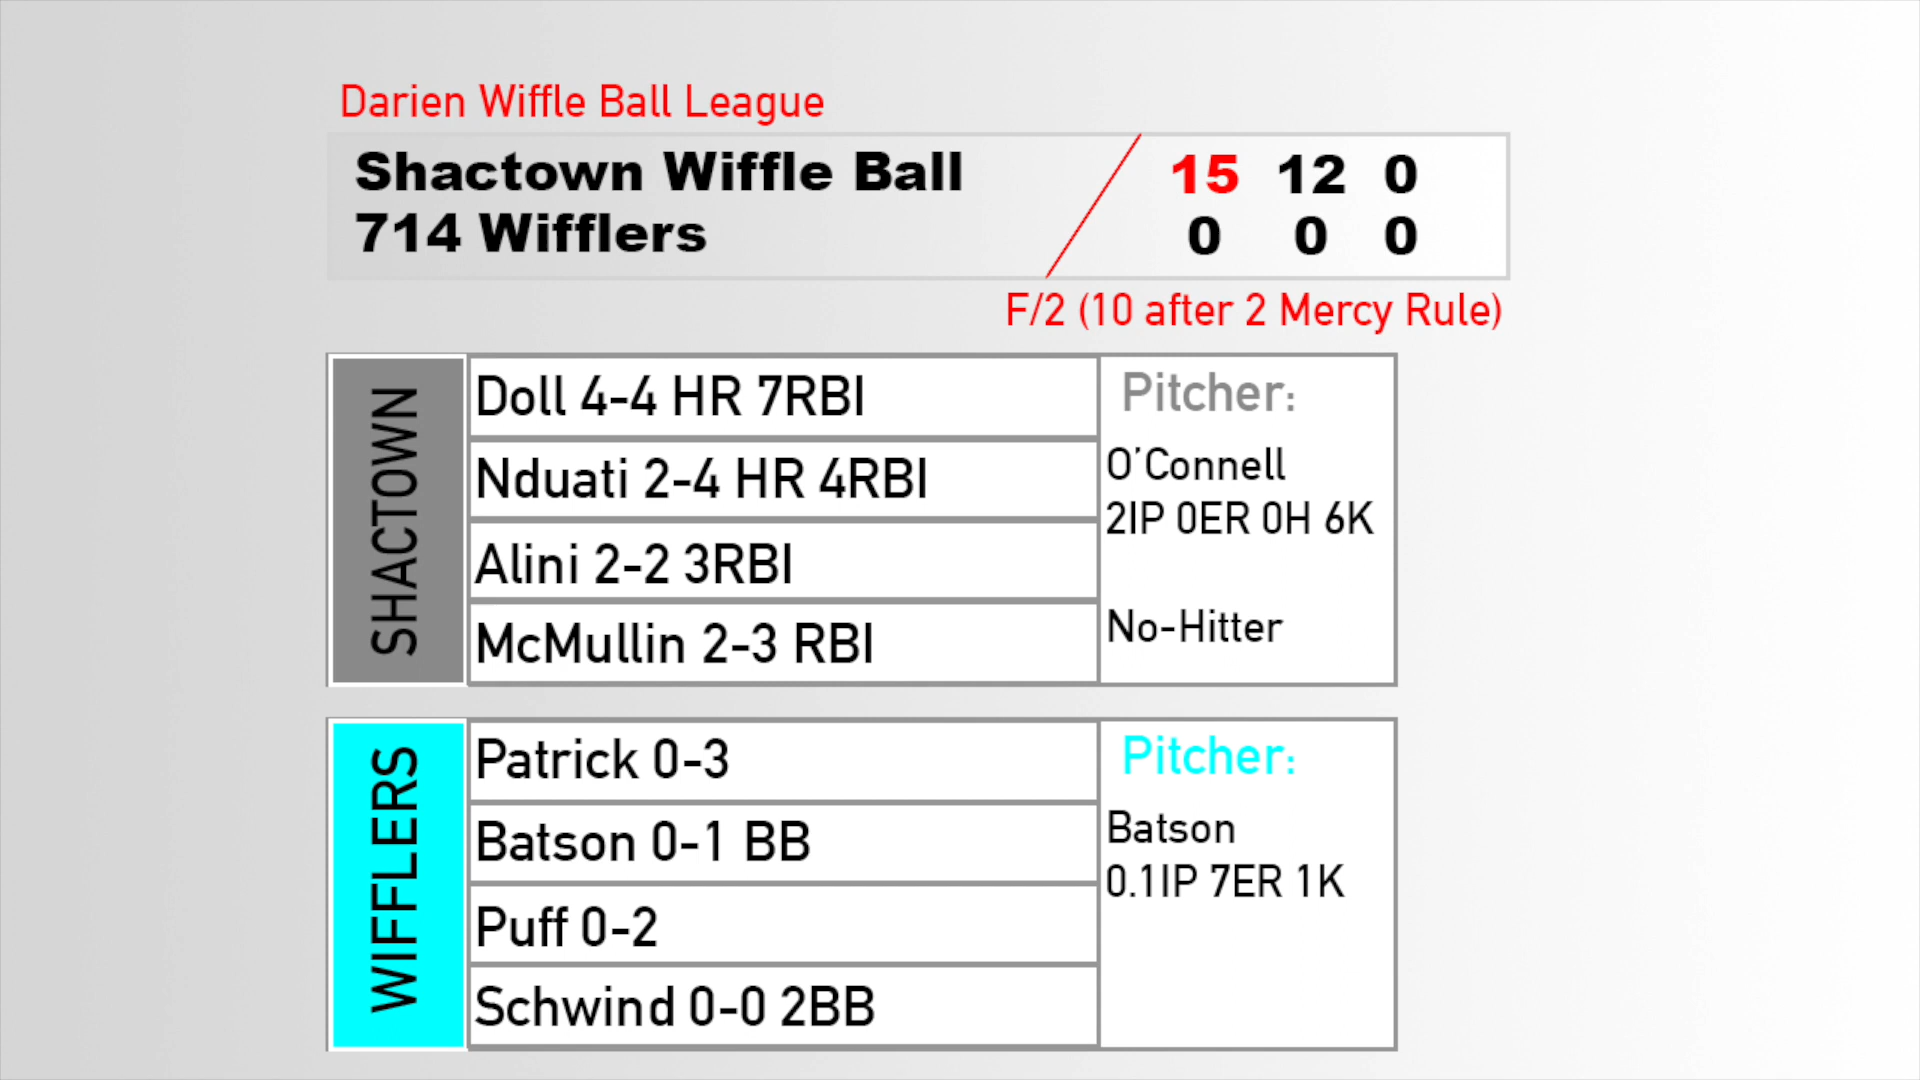 Darien Wiffle Ball League
Shactown Wiffle Ball 15 12 0
714 Wifflers 0 0 0
F/2 (10 after 2 Mercy Rule)
SHACTOWN
Doll 4-4 HR 7RBI
Nduati 2-4 HR 4RBI
Alini 2-2 3RBI
McMullin 2-3 RBI
Pitcher:
O'Connell
2IP 0ER 0H 6K
No-Hitter
WIFFLERS
Patrick 0-3
Batson 0-1 BB
Puff 0-2
Schwind 0-0 2BB
Pitcher:
Batson
0.1IP 7ER 1K